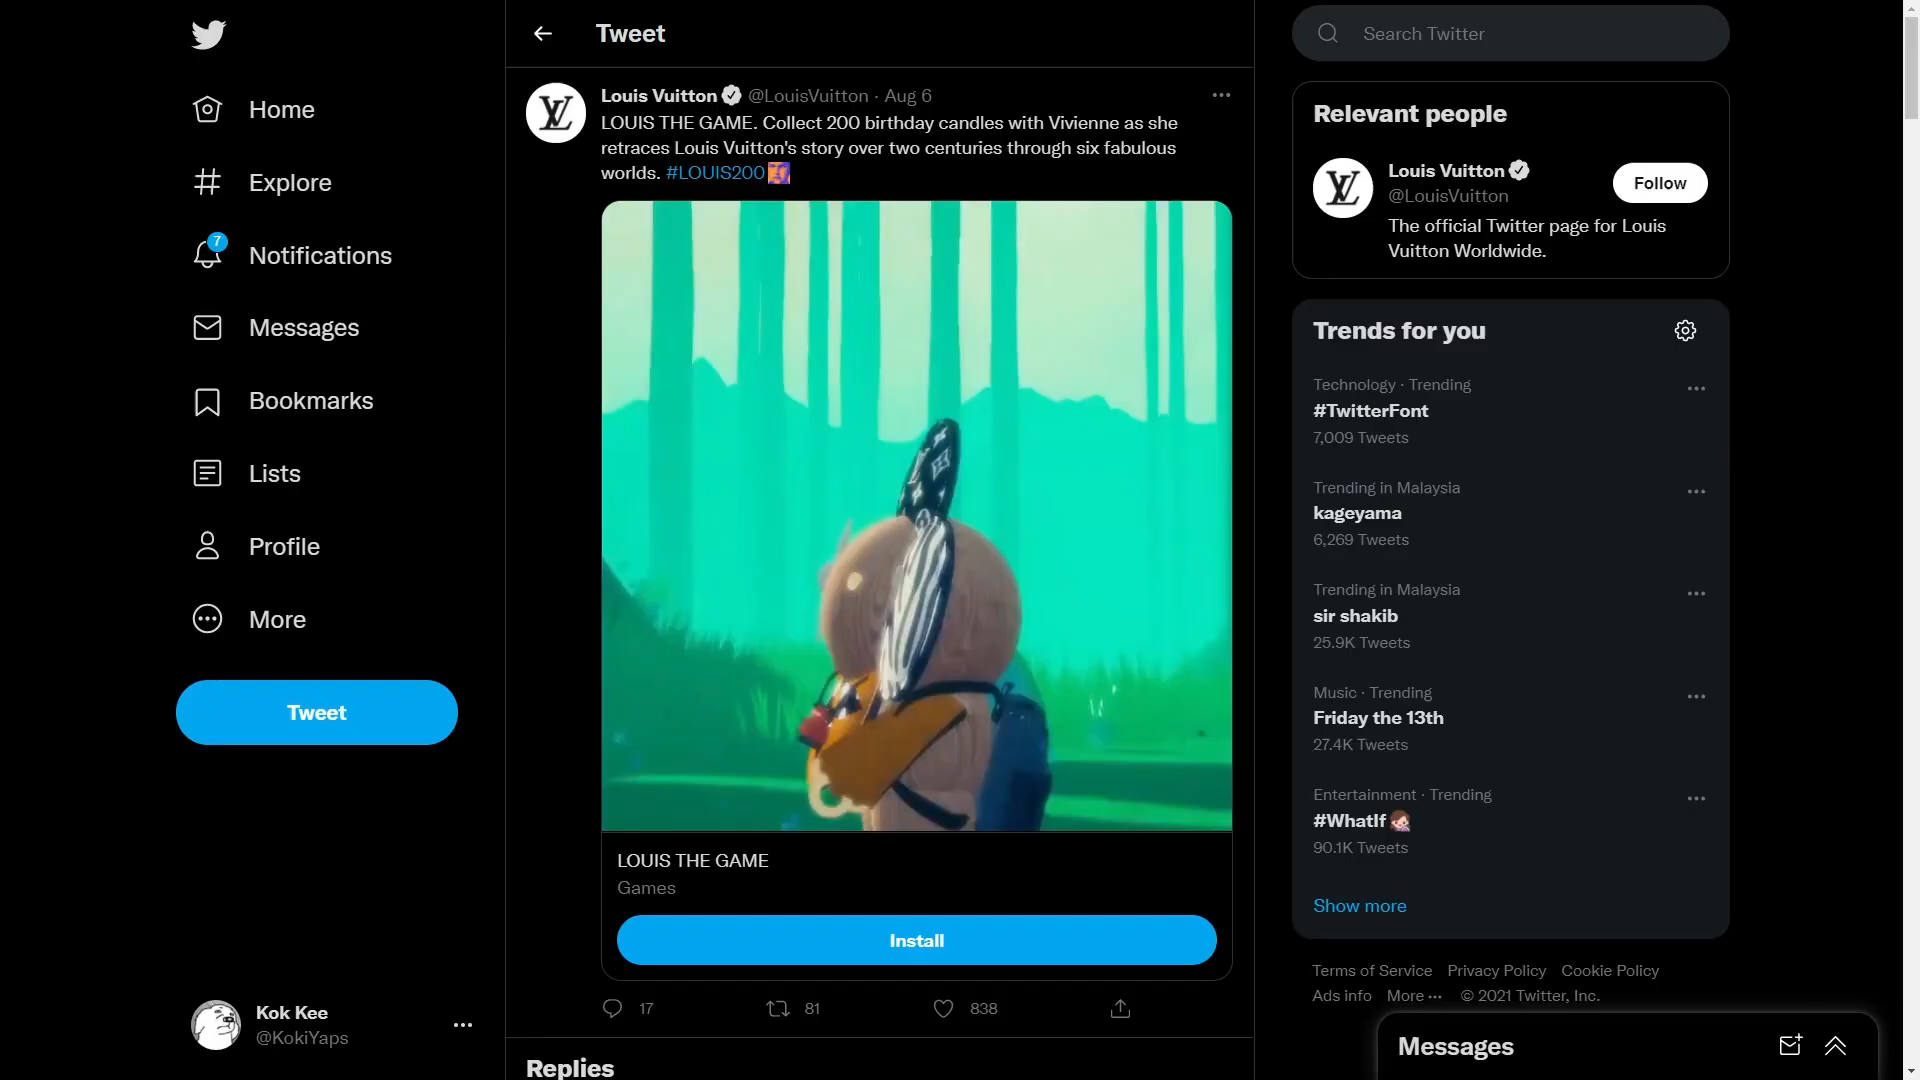 Home
Explore
7
Notifications
Messages
Bookmarks
Lists
Profile
More
Tweet
Kok Kee
@KokiYaps
Tweet
Louis Vuitton @LouisVuitton · Aug 6
LOUIS THE GAME. Collect 200 birthday candles with Vivienne as she
retraces Louis Vuitton's story over two centuries through six fabulous
worlds. #LOUIS200
LOUIS THE GAME
Games
Install
17
81
838
Replies
Search Twitter
Relevant people
Louis Vuitton
@LouisVuitton
Follow
The official Twitter page for Louis
Vuitton Worldwide.
Trends for you
Technology · Trending
#TwitterFont
7,009 Tweets
Trending in Malaysia
kageyama
6,269 Tweets
Trending in Malaysia
sir shakib
25.9K Tweets
Music · Trending
Friday the 13th
27.4K Tweets
Entertainment · Trending
#WhatIf
90.1K Tweets
Show more
Terms of Service Privacy Policy Cookie Policy
Ads info More ··· © 2021 Twitter, Inc.
Messages